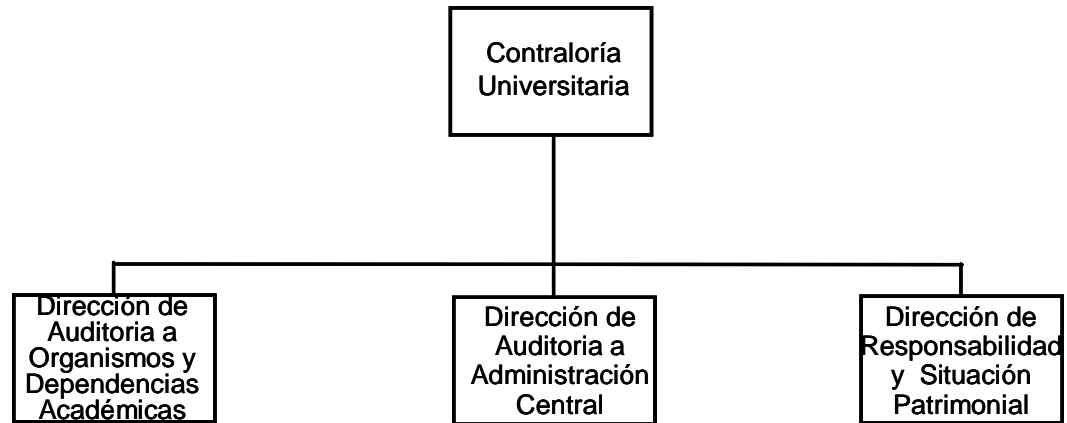 Contraloría
Universitaria
Dirección de
Auditoria a
Organismos y
Dependencias
Académicas
Dirección de
Auditoria a
Administración
Central
Dirección de
Responsabilidad
y Situación
Patrimonial